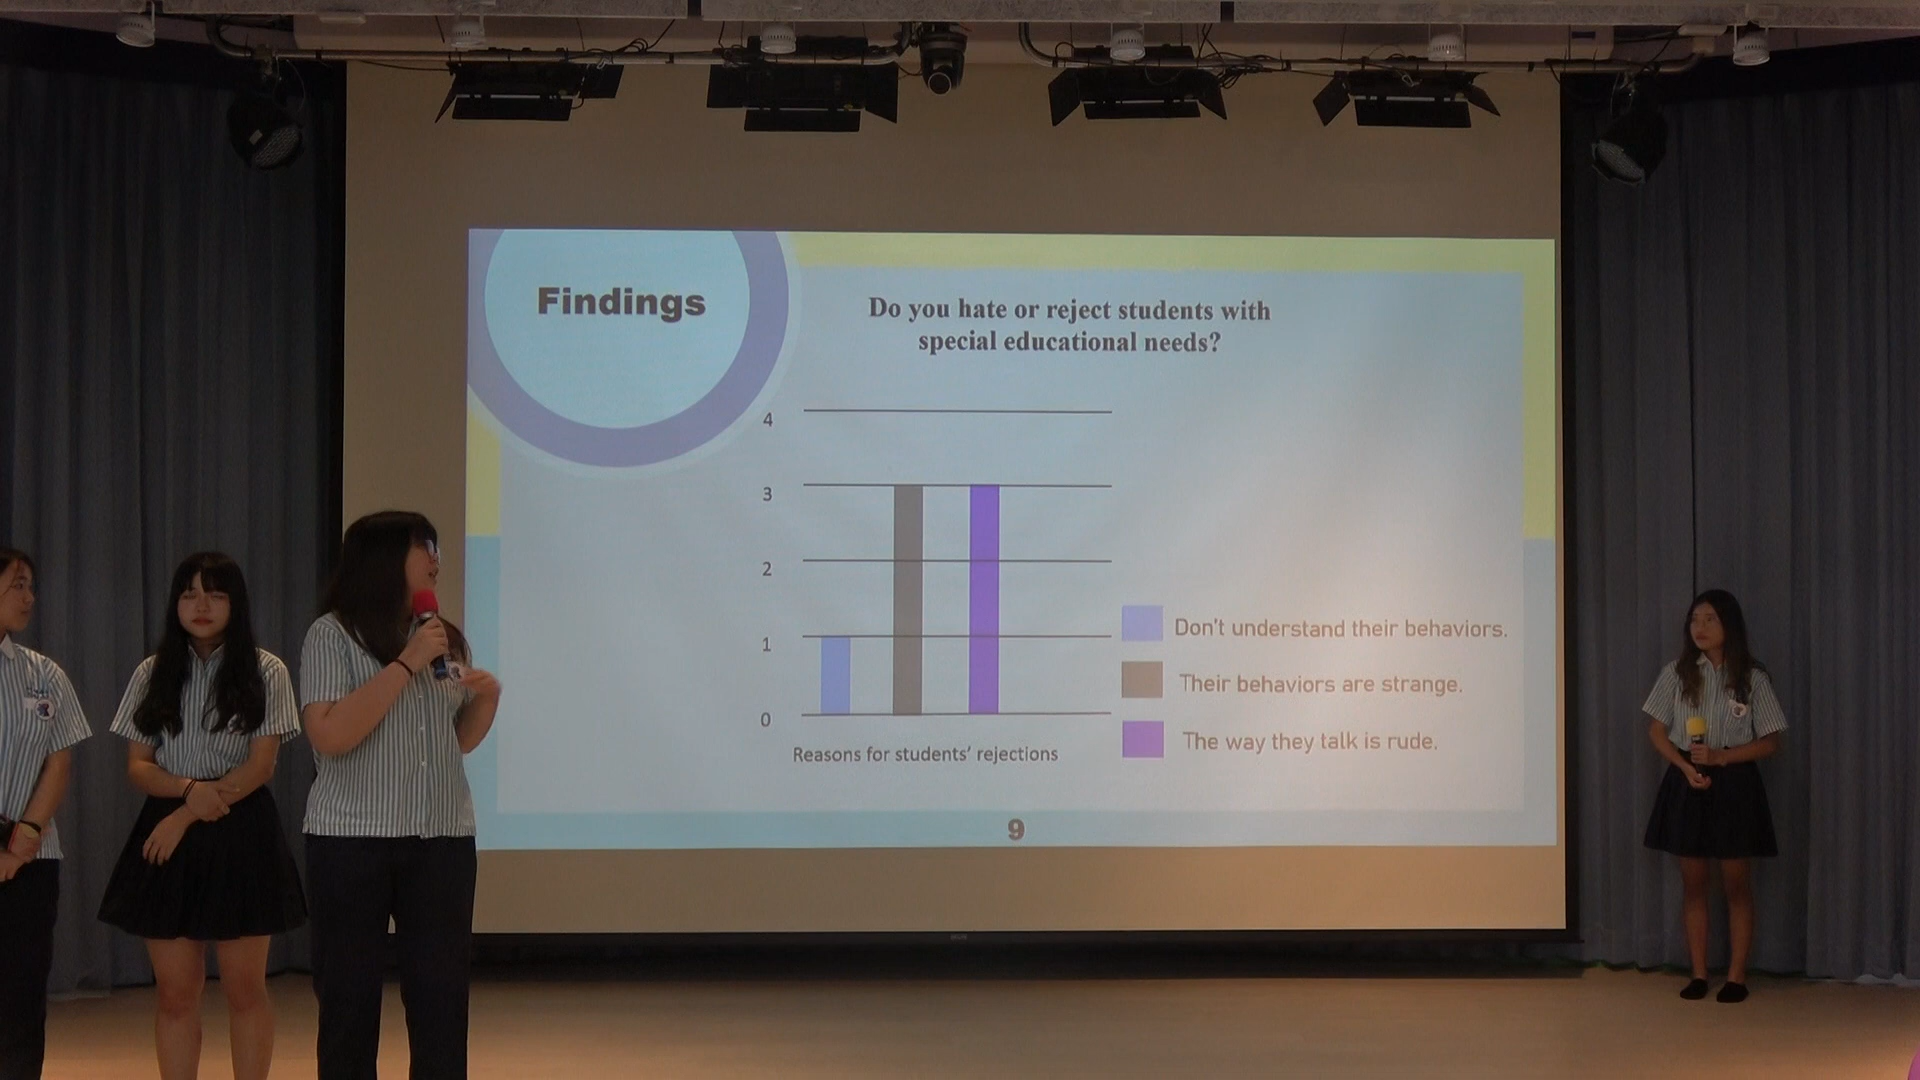 Findings
Do you hate or reject students with
special educational needs?
4
3
2
1
0
Reasons for students' rejections
Don't understand their behaviors.
Their behaviors are strange.
The way they talk is rude.
9